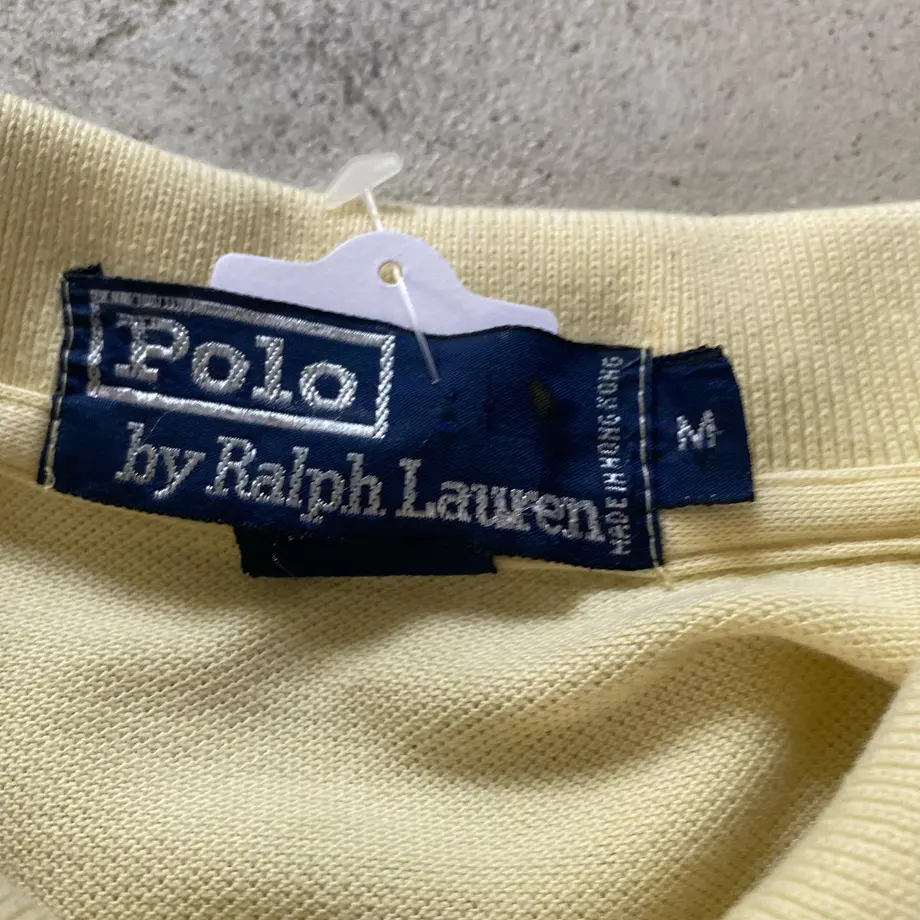 Polo
by Ralph Lauren
MADE IN HONG KONG
M